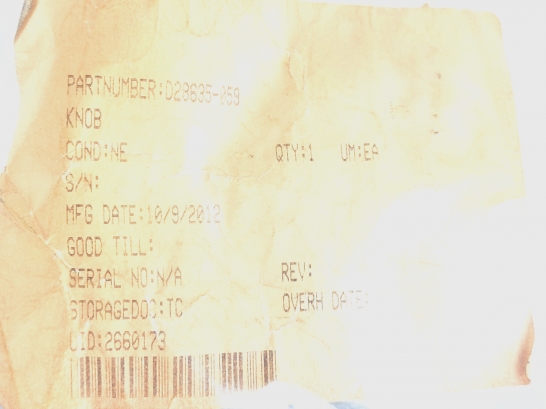 PARTNUMBER:D28635-059
KNOB
COND:NE QTY:1 UM:EA
S/N:
MFG DATE:10/9/2012
GOOD TILL:
SERIAL NO:N/A REV:
STORAGEDOC:TC OVERH DATE:
UID:2660173